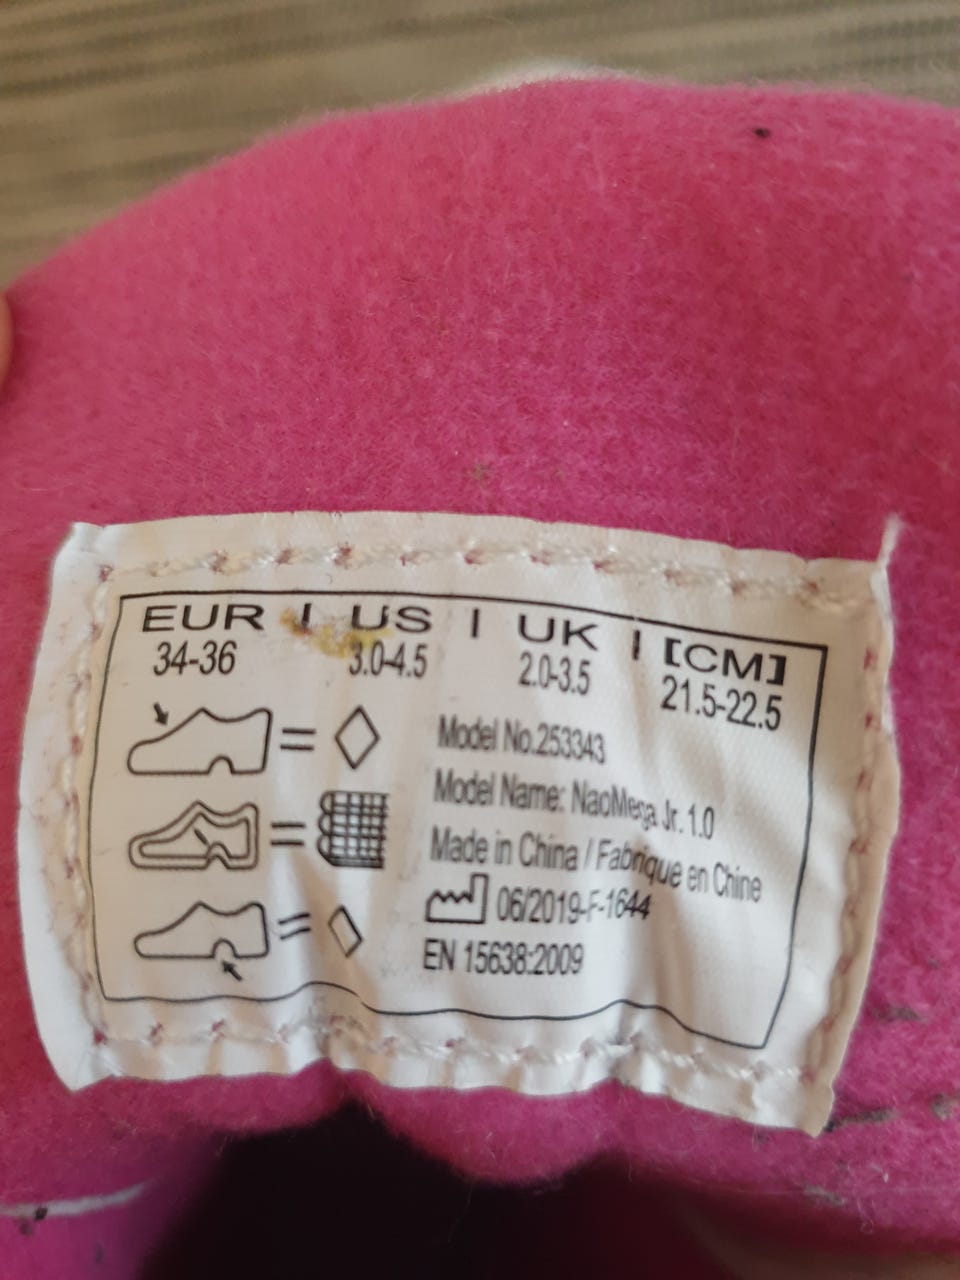 EUR | US | UK | [CM]
34-36 3.0-4.5 2.0-3.5 21.5-22.5
Model No.253343
Model Name: NaoMega Jr. 1.0
Made in China / Fabrique en Chine
06/2019-F-1644
EN 15638:2009